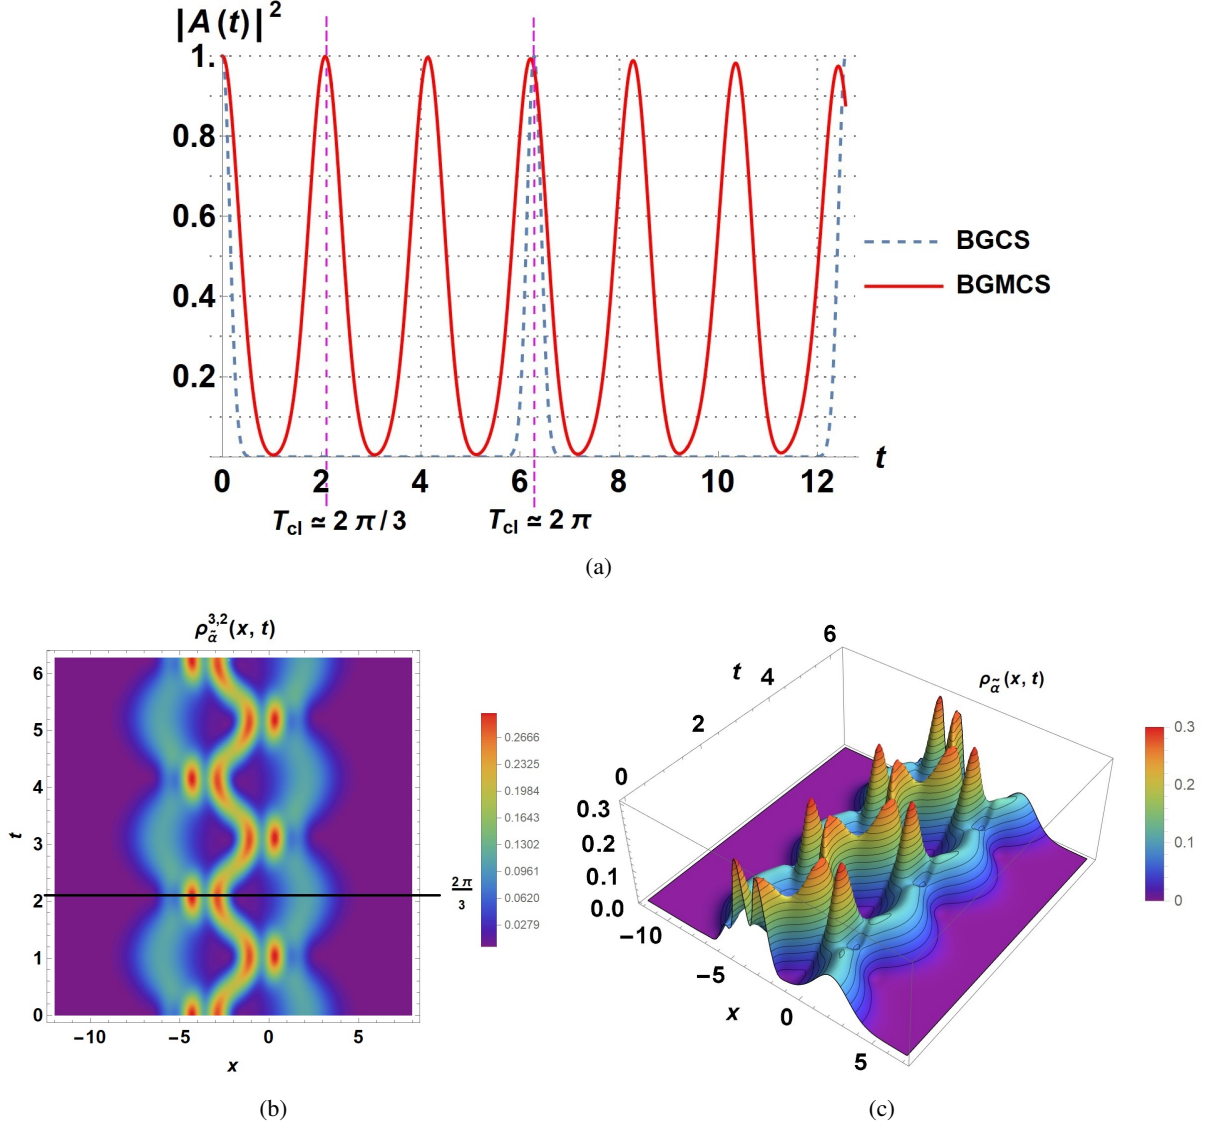 |A(t)|²
1.
0.8
0.6
0.4
0.2
0 2 4 6 8 10 12 t
T_cl ≃ 2 π / 3 T_cl ≃ 2 π
BGCS
BGMCS
(a)
ρ_α̃^{3,2}(x, t)
6
5
4
3
2
1
0
t
2 π
3
−10 −5 0 5
x
0.2666
0.2325
0.1984
0.1643
0.1302
0.0961
0.0620
0.0279
(b)
6
t 4
2
0
ρ_α̃(x, t)
0.3
0.2
0.1
0.0
−10
−5
x 0
5
0.3
0.2
0.1
0
(c)